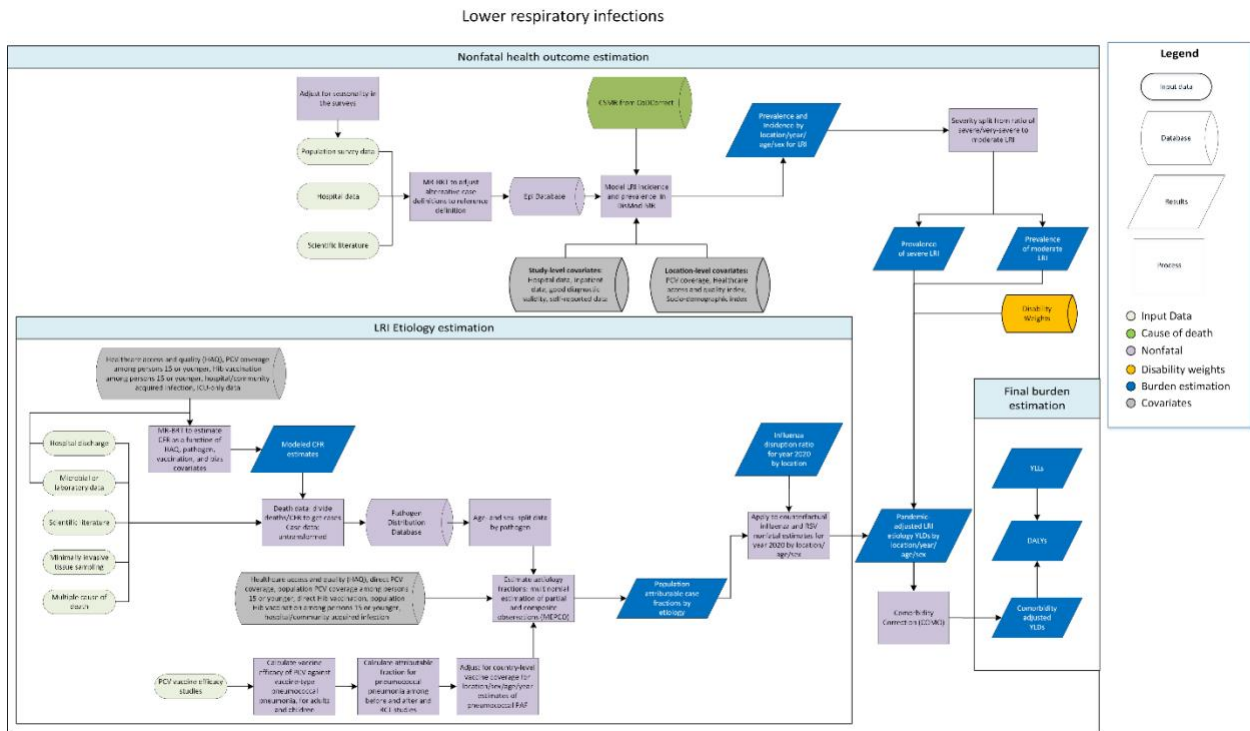 Lower respiratory infections
Nonfatal health outcome estimation
Adjust for seasonality in
the surveys
Population survey data
Hospital data
Scientific literature
MR-BRT to adjust
alternative case
definitions to reference
definition
Epi Database
CSMR from CoDCorrect
Model LRI incidence
and prevalence in
DisMod-MR
Study-level covariates:
Hospital data, inpatient
data, good diagnostic
validity, self-reported data
Location-level covariates:
PCV coverage, Healthcare
access and quality index,
Socio-demographic index
Prevalence and
incidence by
location/year/
age/sex for LRI
Severity split from ratio of
severe/very-severe to
moderate LRI
Prevalence
of severe LRI
Prevalence
of moderate
LRI
Disability
Weights
LRI Etiology estimation
Healthcare access and quality (HAQ), PCV coverage
among persons 15 or younger, Hib vaccination
among persons 15 or younger, hospital/community
acquired infection, ICU-only data
Hospital discharge
Microbial or
laboratory data
Scientific literature
Minimally invasive
tissue sampling
Multiple cause of
death
MR-BRT to estimate
CFR as a function of
HAQ, pathogen,
vaccination, and bias
covariates
Modeled CFR
estimates
Death data: divide
deaths/CFR to get cases
Case data:
untransformed
Pathogen
Distribution
Database
Age- and sex- split data
by pathogen
Healthcare access and quality (HAQ), direct PCV
coverage, population PCV coverage among persons
15 or younger, direct Hib vaccination, population
Hib vaccination among persons 15 or younger,
hospital/community acquired infection
Estimate aetiology
fractions: multinomial
estimation of partial
and composite
observations (MEPCO)
Population
attributable case
fractions by
etiology
PCV vaccine efficacy
studies
Calculate vaccine
efficacy of PCV against
vaccine-type
pneumococcal
pneumonia, for adults
and children
Calculate attributable
fraction for
pneumococcal
pneumonia among
before and after and
RCT studies
Adjust for country-level
vaccine coverage for
location/sex/age/year
estimates of
pneumococcal PAF
Influenza
disruption ratio
for year 2020
by location
Apply to counterfactual
influenza and RSV
nonfatal estimates for
year 2020 by location/
age/sex
Pandemic
adjusted LRI
etiology YLDs by
location/year/
age/sex
Comorbidity
Correction (COMO)
Final burden
estimation
YLLs
DALYs
Comorbidity
adjusted
YLDs
Legend
Input data
Database
Results
Process
Input Data
Cause of death
Nonfatal
Disability weights
Burden estimation
Covariates